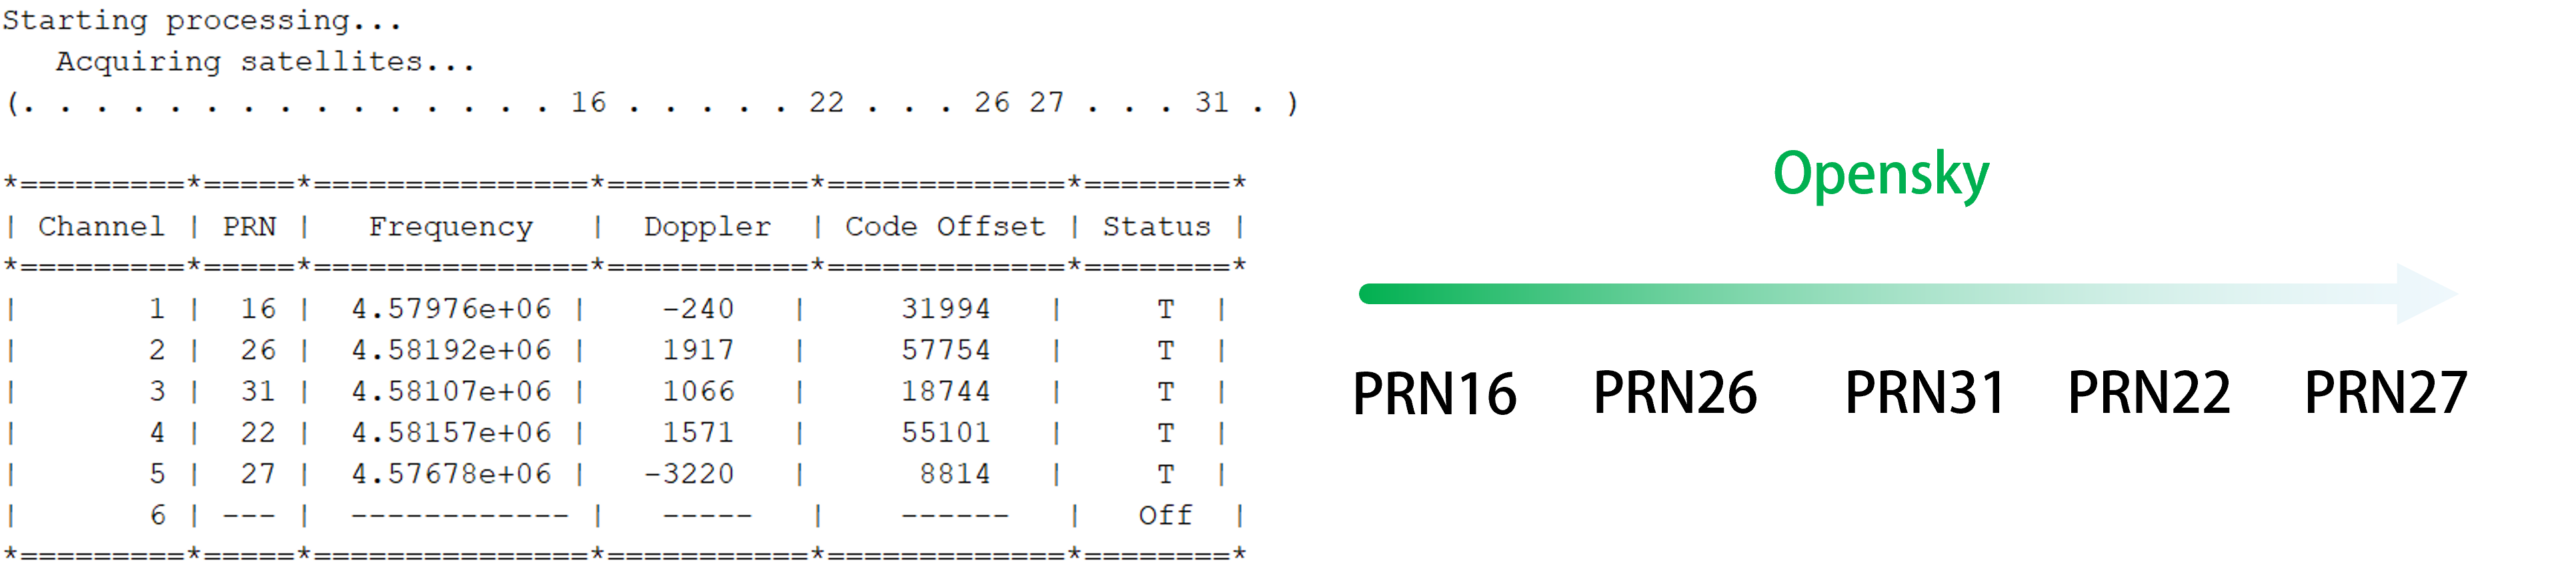 Starting processing...
   Acquiring satellites...
(. . . . . . . . . . . . . . . 16 . . . . . 22 . . . 26 27 . . . 31 . )
*=========*=====*===============*===========*=============*========*
| Channel | PRN |   Frequency   |  Doppler  | Code Offset | Status |
*=========*=====*===============*===========*=============*========*
|       1 |  16 |  4.57976e+06 |    -240   |     31994   |     T  |
|       2 |  26 |  4.58192e+06 |    1917   |     57754   |     T  |
|       3 |  31 |  4.58107e+06 |    1066   |     18744   |     T  |
|       4 |  22 |  4.58157e+06 |    1571   |     55101   |     T  |
|       5 |  27 |  4.57678e+06 |   -3220   |      8814   |     T  |
|       6 | --- |  ------------ |   -----   |    ------   |   Off  |
*=========*=====*===============*===========*=============*========*
Opensky
PRN16 PRN26 PRN31 PRN22 PRN27